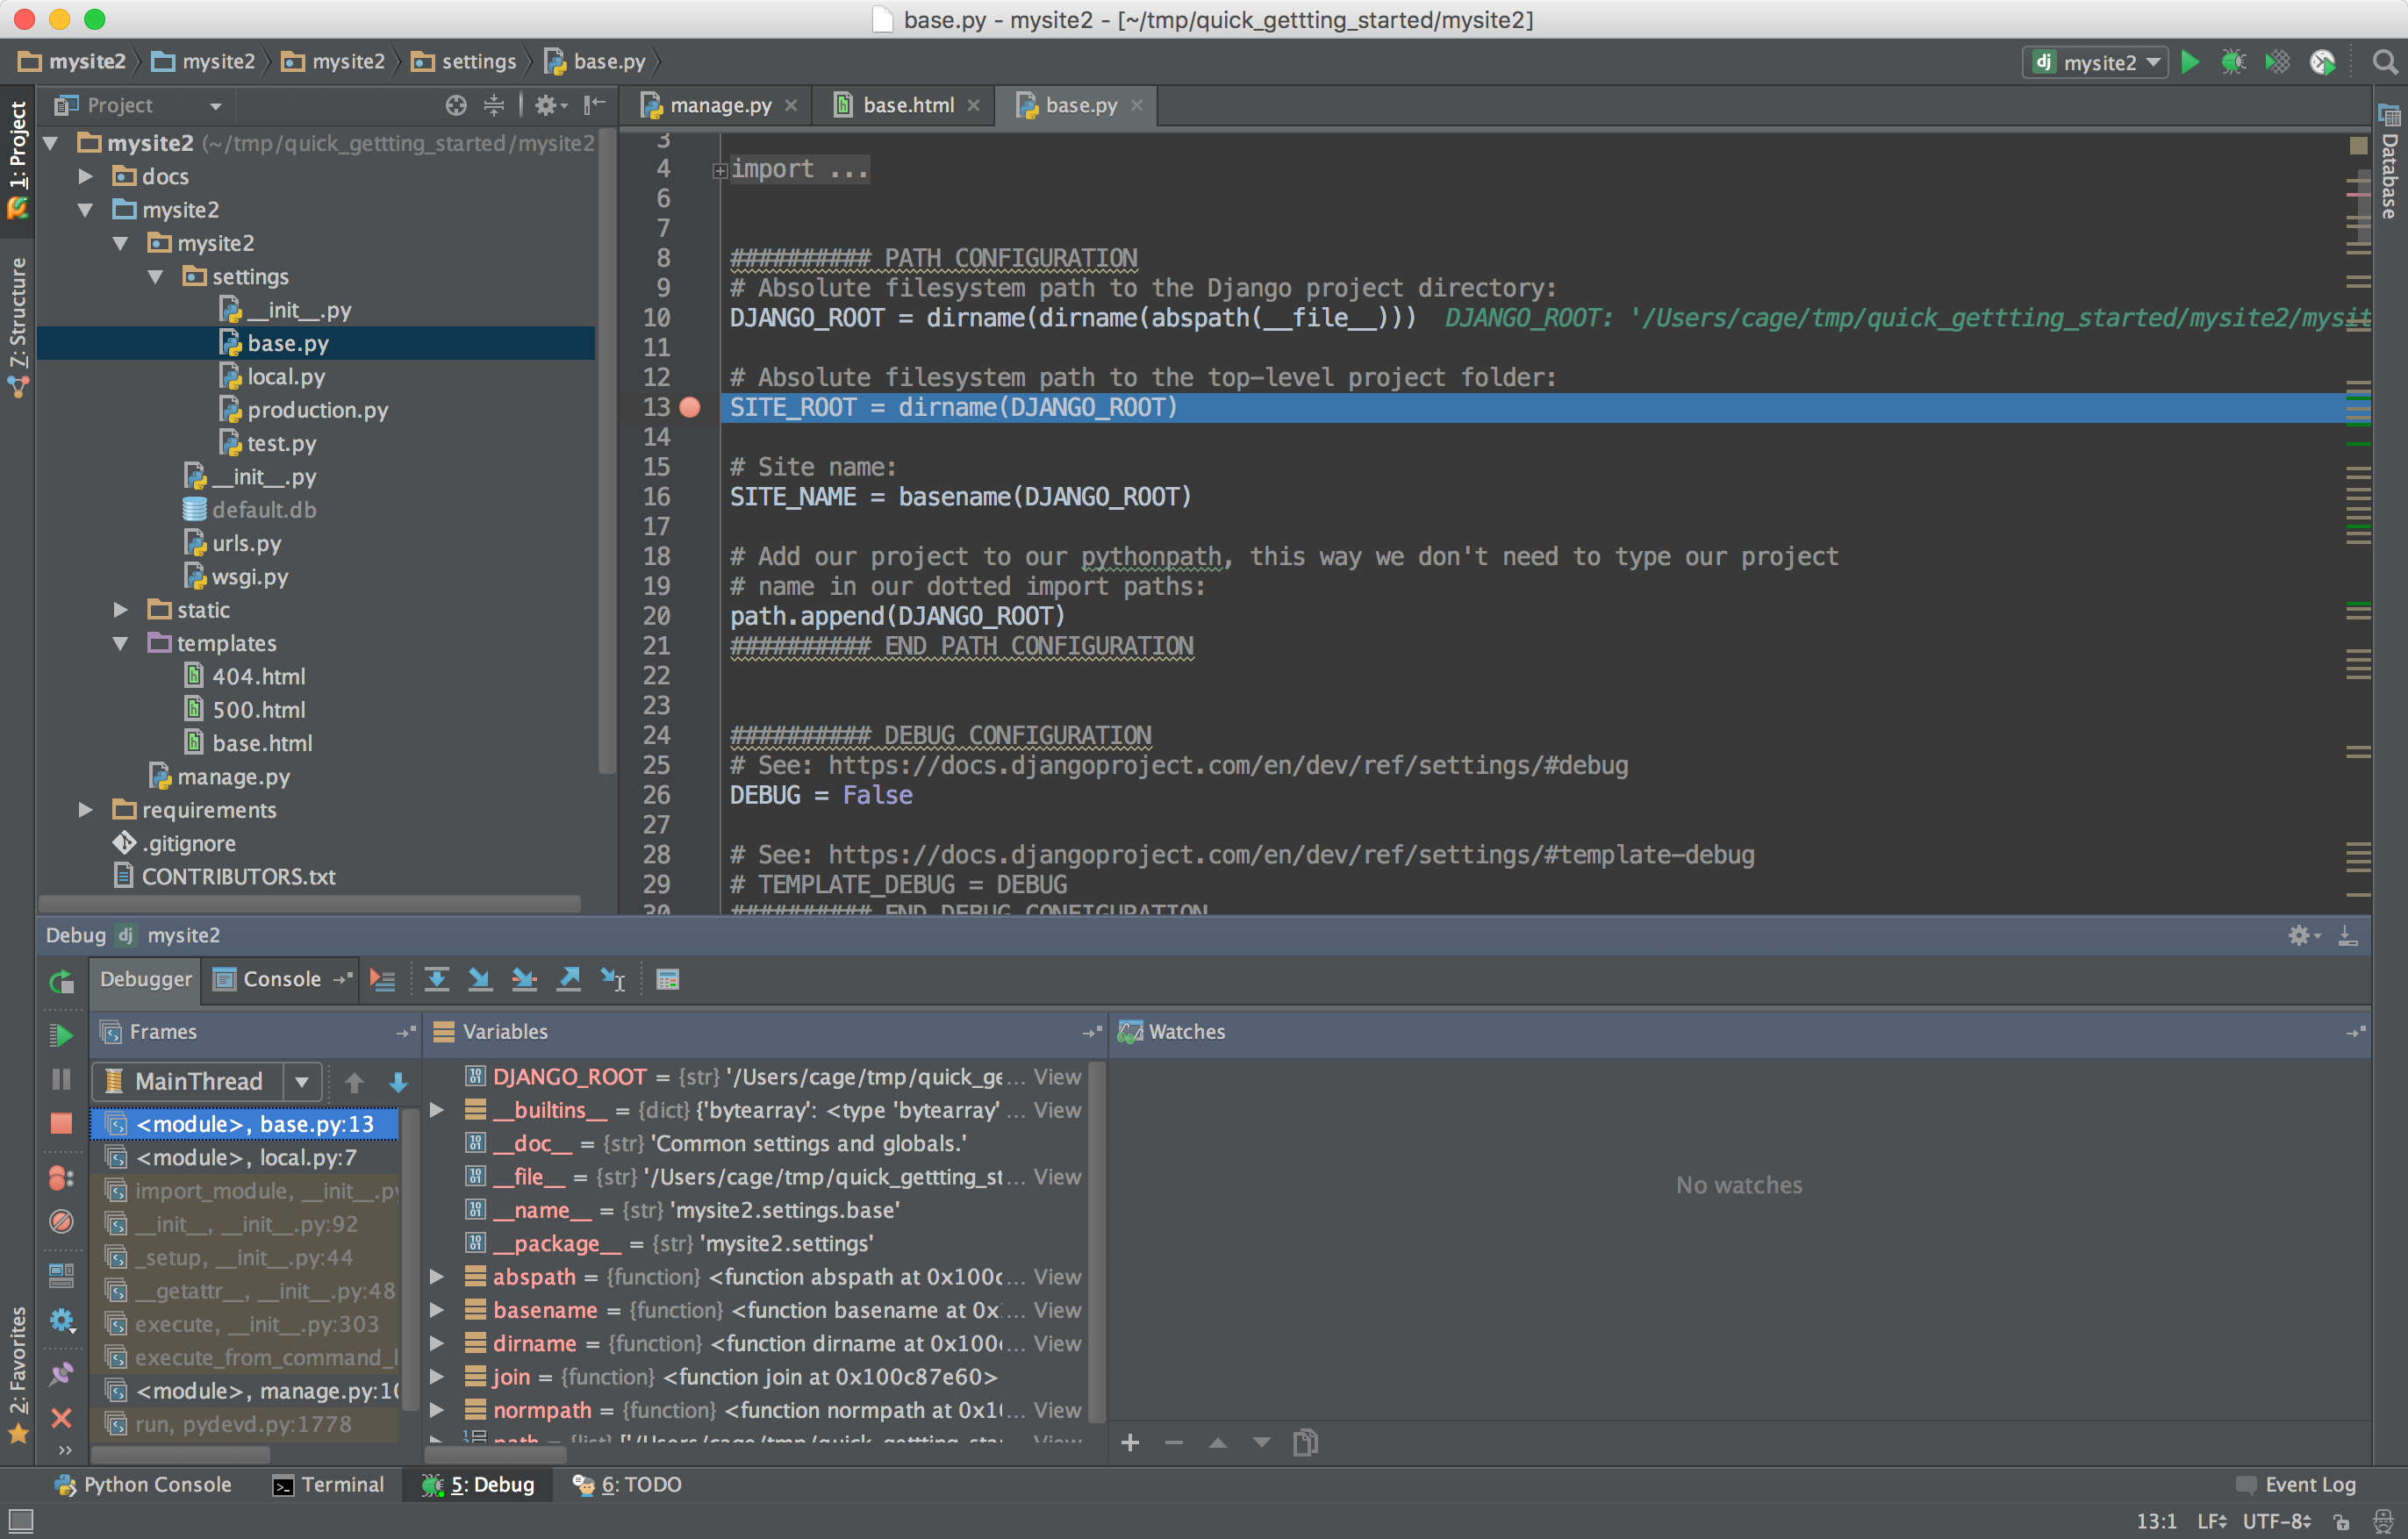 base.py - mysite2 - [~/tmp/quick_gettting_started/mysite2]
mysite2 mysite2 mysite2 settings base.py
dj mysite2
1: Project
7: Structure
2: Favorites
Project
mysite2 (~/tmp/quick_gettting_started/mysite2
docs
mysite2
mysite2
settings
__init__.py
base.py
local.py
production.py
test.py
__init__.py
default.db
urls.py
wsgi.py
static
templates
404.html
500.html
base.html
manage.py
requirements
.gitignore
CONTRIBUTORS.txt
manage.py base.html base.py
Database
3
4 import ...
6
7
8 ########## PATH CONFIGURATION
9 # Absolute filesystem path to the Django project directory:
10 DJANGO_ROOT = dirname(dirname(abspath(__file__))) DJANGO_ROOT: '/Users/cage/tmp/quick_gettting_started/mysite2/mysit
11
12 # Absolute filesystem path to the top-level project folder:
13 SITE_ROOT = dirname(DJANGO_ROOT)
14
15 # Site name:
16 SITE_NAME = basename(DJANGO_ROOT)
17
18 # Add our project to our pythonpath, this way we don't need to type our project
19 # name in our dotted import paths:
20 path.append(DJANGO_ROOT)
21 ########## END PATH CONFIGURATION
22
23
24 ########## DEBUG CONFIGURATION
25 # See: https://docs.djangoproject.com/en/dev/ref/settings/#debug
26 DEBUG = False
27
28 # See: https://docs.djangoproject.com/en/dev/ref/settings/#template-debug
29 # TEMPLATE_DEBUG = DEBUG
30 ########## END DEBUG CONFIGURATION
Debug dj mysite2
Debugger Console
Frames
MainThread
<module>, base.py:13
<module>, local.py:7
import_module, __init__.py
__init__, __init__.py:92
_setup, __init__.py:44
__getattr__, __init__.py:48
execute, __init__.py:303
execute_from_command_l
<module>, manage.py:10
run, pydevd.py:1778
Variables
DJANGO_ROOT = {str} '/Users/cage/tmp/quick_ge... View
__builtins__ = {dict} {'bytearray': <type 'bytearray' ... View
__doc__ = {str} 'Common settings and globals.'
__file__ = {str} '/Users/cage/tmp/quick_gettting_st... View
__name__ = {str} 'mysite2.settings.base'
__package__ = {str} 'mysite2.settings'
abspath = {function} <function abspath at 0x100c... View
basename = {function} <function basename at 0x... View
dirname = {function} <function dirname at 0x100c... View
join = {function} <function join at 0x100c87e60>
normpath = {function} <function normpath at 0x10... View
path = {list} ['/Users/cage/tmp/quick_gettting_sta... View
Watches
No watches
Python Console Terminal 5: Debug 6: TODO
Event Log
13:1 LF UTF-8